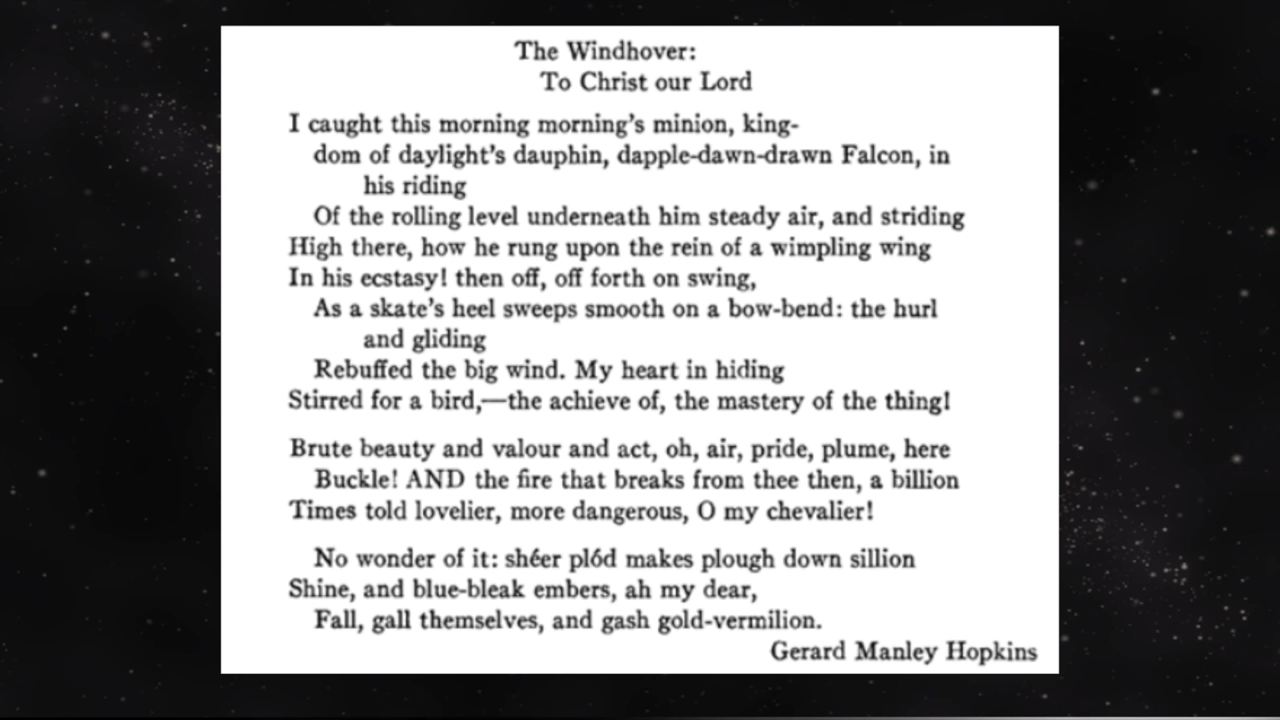 The Windhover:
To Christ our Lord
I caught this morning morning's minion, king-
dom of daylight's dauphin, dapple-dawn-drawn Falcon, in
his riding
Of the rolling level underneath him steady air, and striding
High there, how he rung upon the rein of a wimpling wing
In his ecstasy! then off, off forth on swing,
As a skate's heel sweeps smooth on a bow-bend: the hurl
and gliding
Rebuffed the big wind. My heart in hiding
Stirred for a bird,—the achieve of, the mastery of the thing!
Brute beauty and valour and act, oh, air, pride, plume, here
Buckle! AND the fire that breaks from thee then, a billion
Times told lovelier, more dangerous, O my chevalier!
No wonder of it: shéer plód makes plough down sillion
Shine, and blue-bleak embers, ah my dear,
Fall, gall themselves, and gash gold-vermilion.
Gerard Manley Hopkins